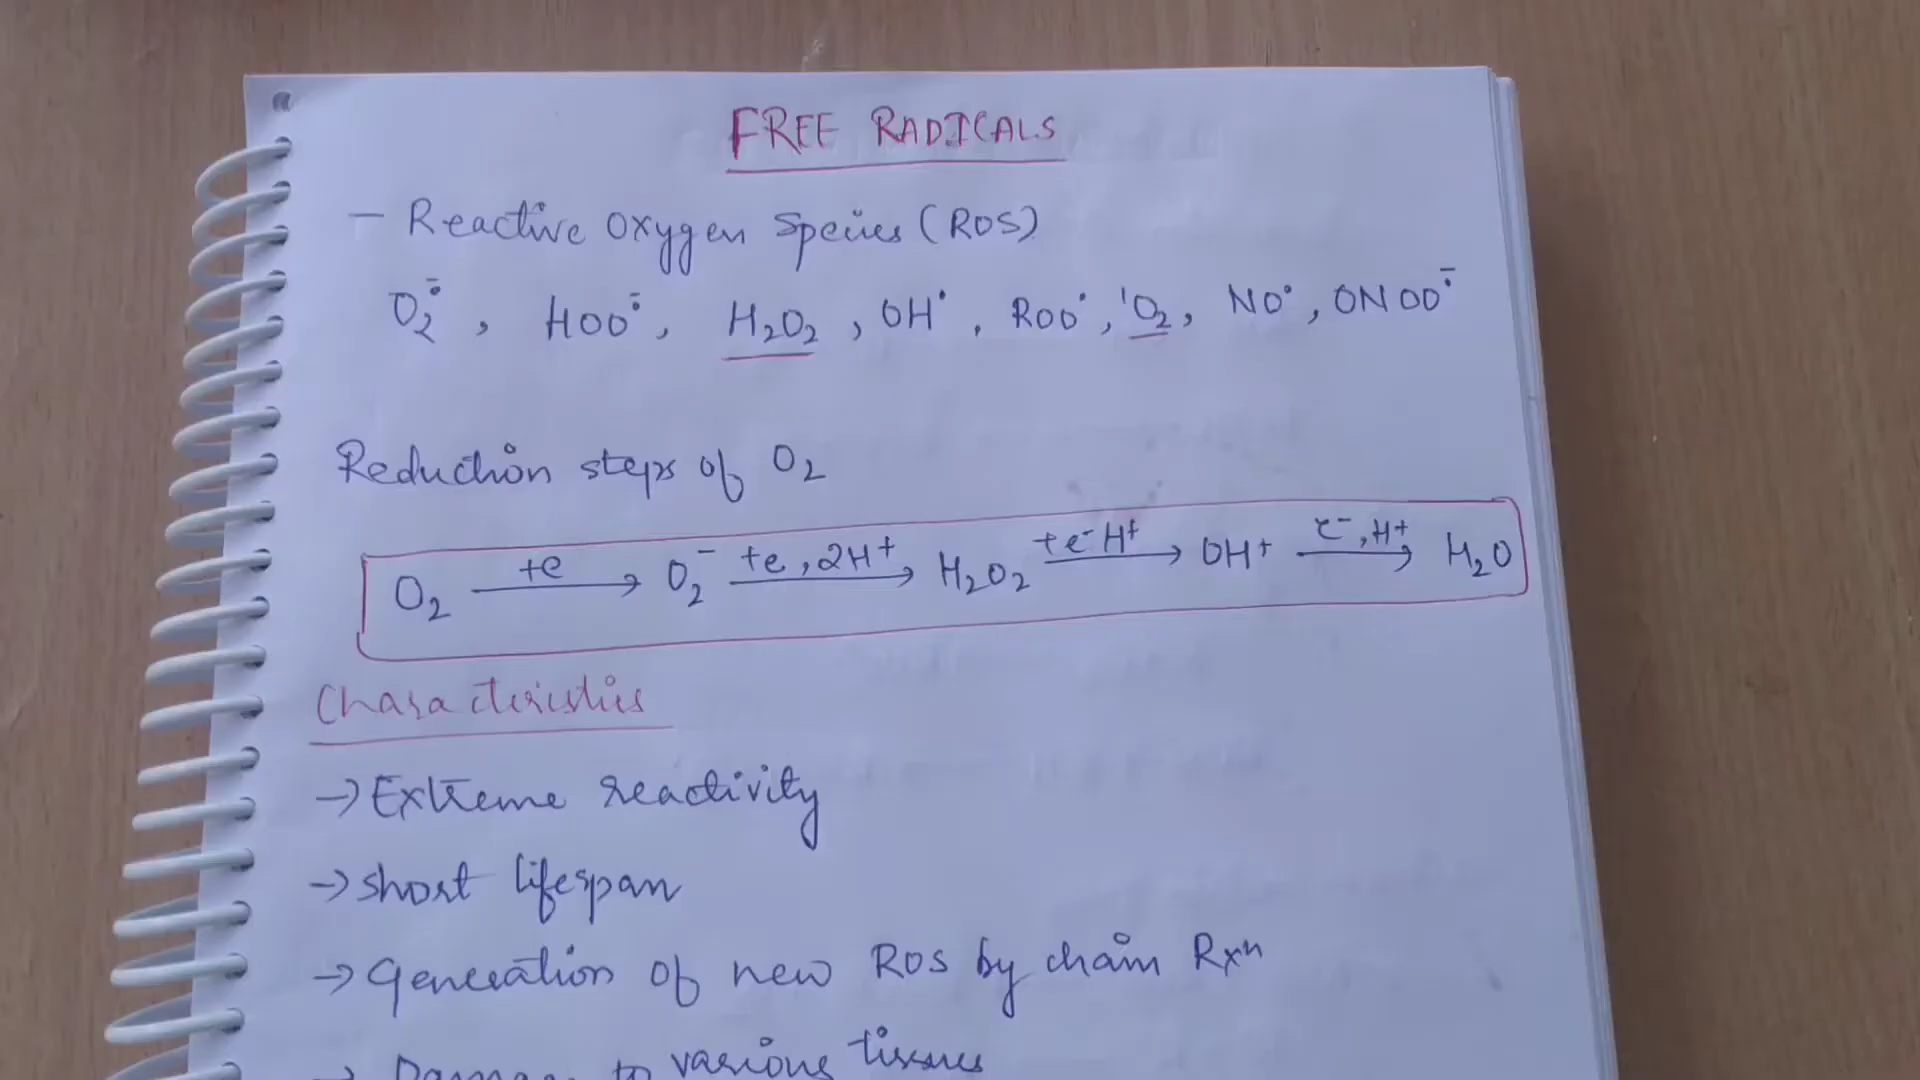 FREE RADICALS
- Reactive oxygen species (ROS)
O₂•̄ , HOO•̄ , H₂O₂ , OH• , ROO• , ¹O₂ , NO• , ONOO•̄
Reduction steps of O₂
O₂ +e → O₂⁻ +e, 2H+ → H₂O₂ +e⁻ H+ → OH+ e⁻, H+ → H₂O
Characteristics
→ Extreme reactivity
→ short lifespan
→ Generation of new ROS by chain Rxn
→ Damage to various tissues